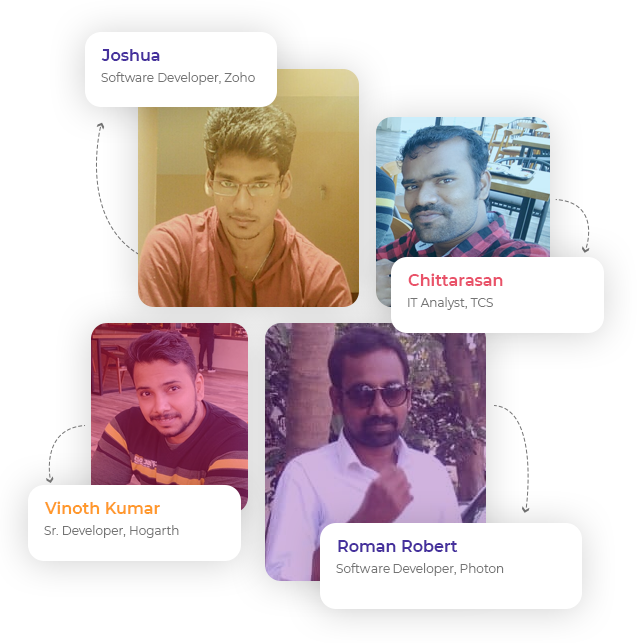 Joshua
Software Developer, Zoho
Chittarasan
IT Analyst, TCS
Vinoth Kumar
Sr. Developer, Hogarth
Roman Robert
Software Developer, Photon